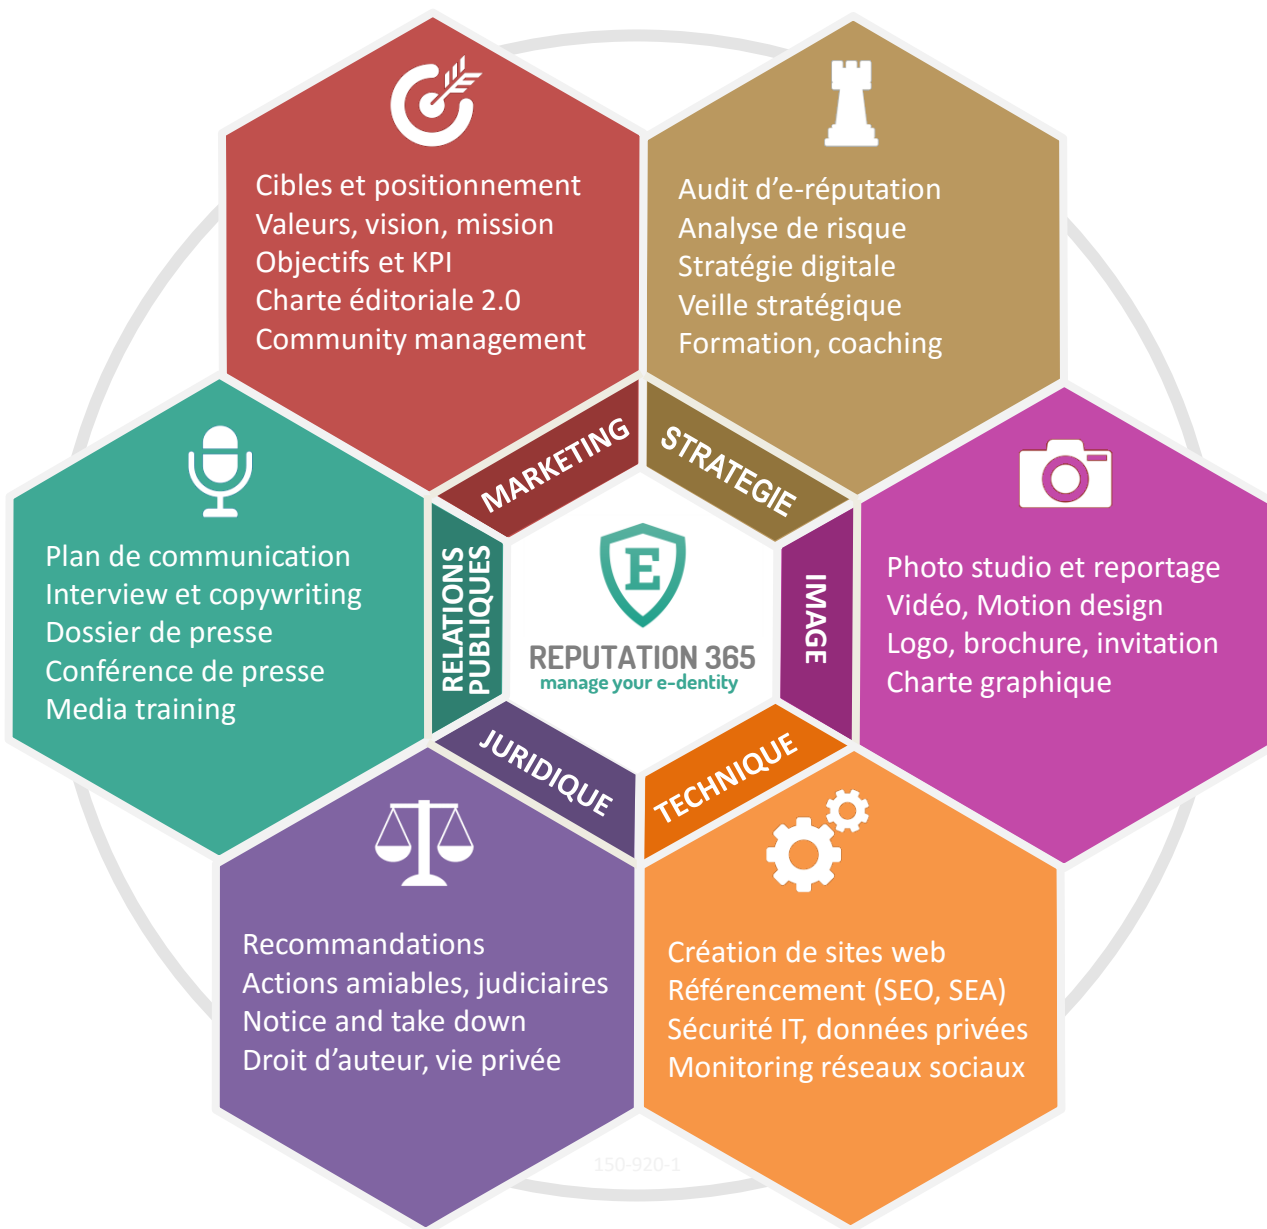 Cibles et positionnement
Valeurs, vision, mission
Objectifs et KPI
Charte éditoriale 2.0
Community management
MARKETING
Audit d’e-réputation
Analyse de risque
Stratégie digitale
Veille stratégique
Formation, coaching
STRATEGIE
Plan de communication
Interview et copywriting
Dossier de presse
Conférence de presse
Media training
RELATIONS
PUBLIQUES
E
REPUTATION 365
manage your e-dentity
IMAGE
Photo studio et reportage
Vidéo, Motion design
Logo, brochure, invitation
Charte graphique
JURIDIQUE
Recommandations
Actions amiables, judiciaires
Notice and take down
Droit d’auteur, vie privée
TECHNIQUE
Création de sites web
Référencement (SEO, SEA)
Sécurité IT, données privées
Monitoring réseaux sociaux
150-920-1